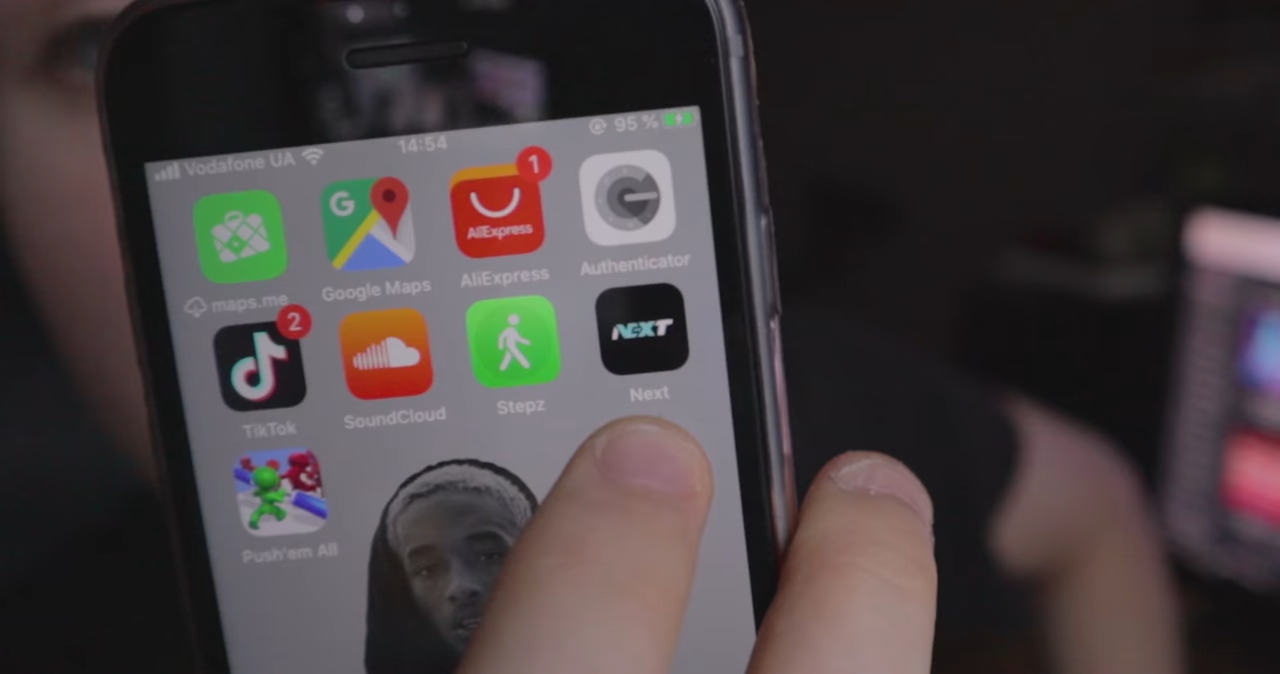 Vodafone UA
14:54
95 %
1
G
AliExpress
maps.me
Google Maps
AliExpress
Authenticator
2
NEXT
TikTok
SoundCloud
Stepz
Next
Push'em All